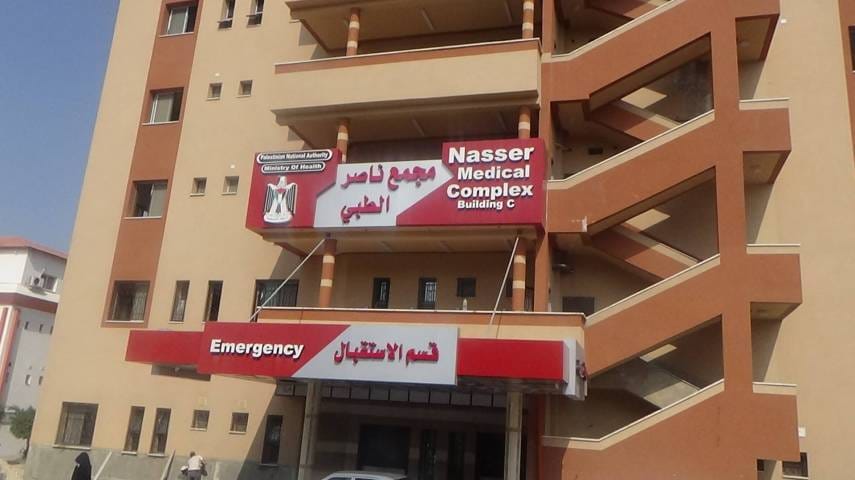 Palestinian National Authority
Ministry Of Health
مجمع ناصر
الطبي
Nasser
Medical
Complex
Building C
Emergency
قسم الاستقبال